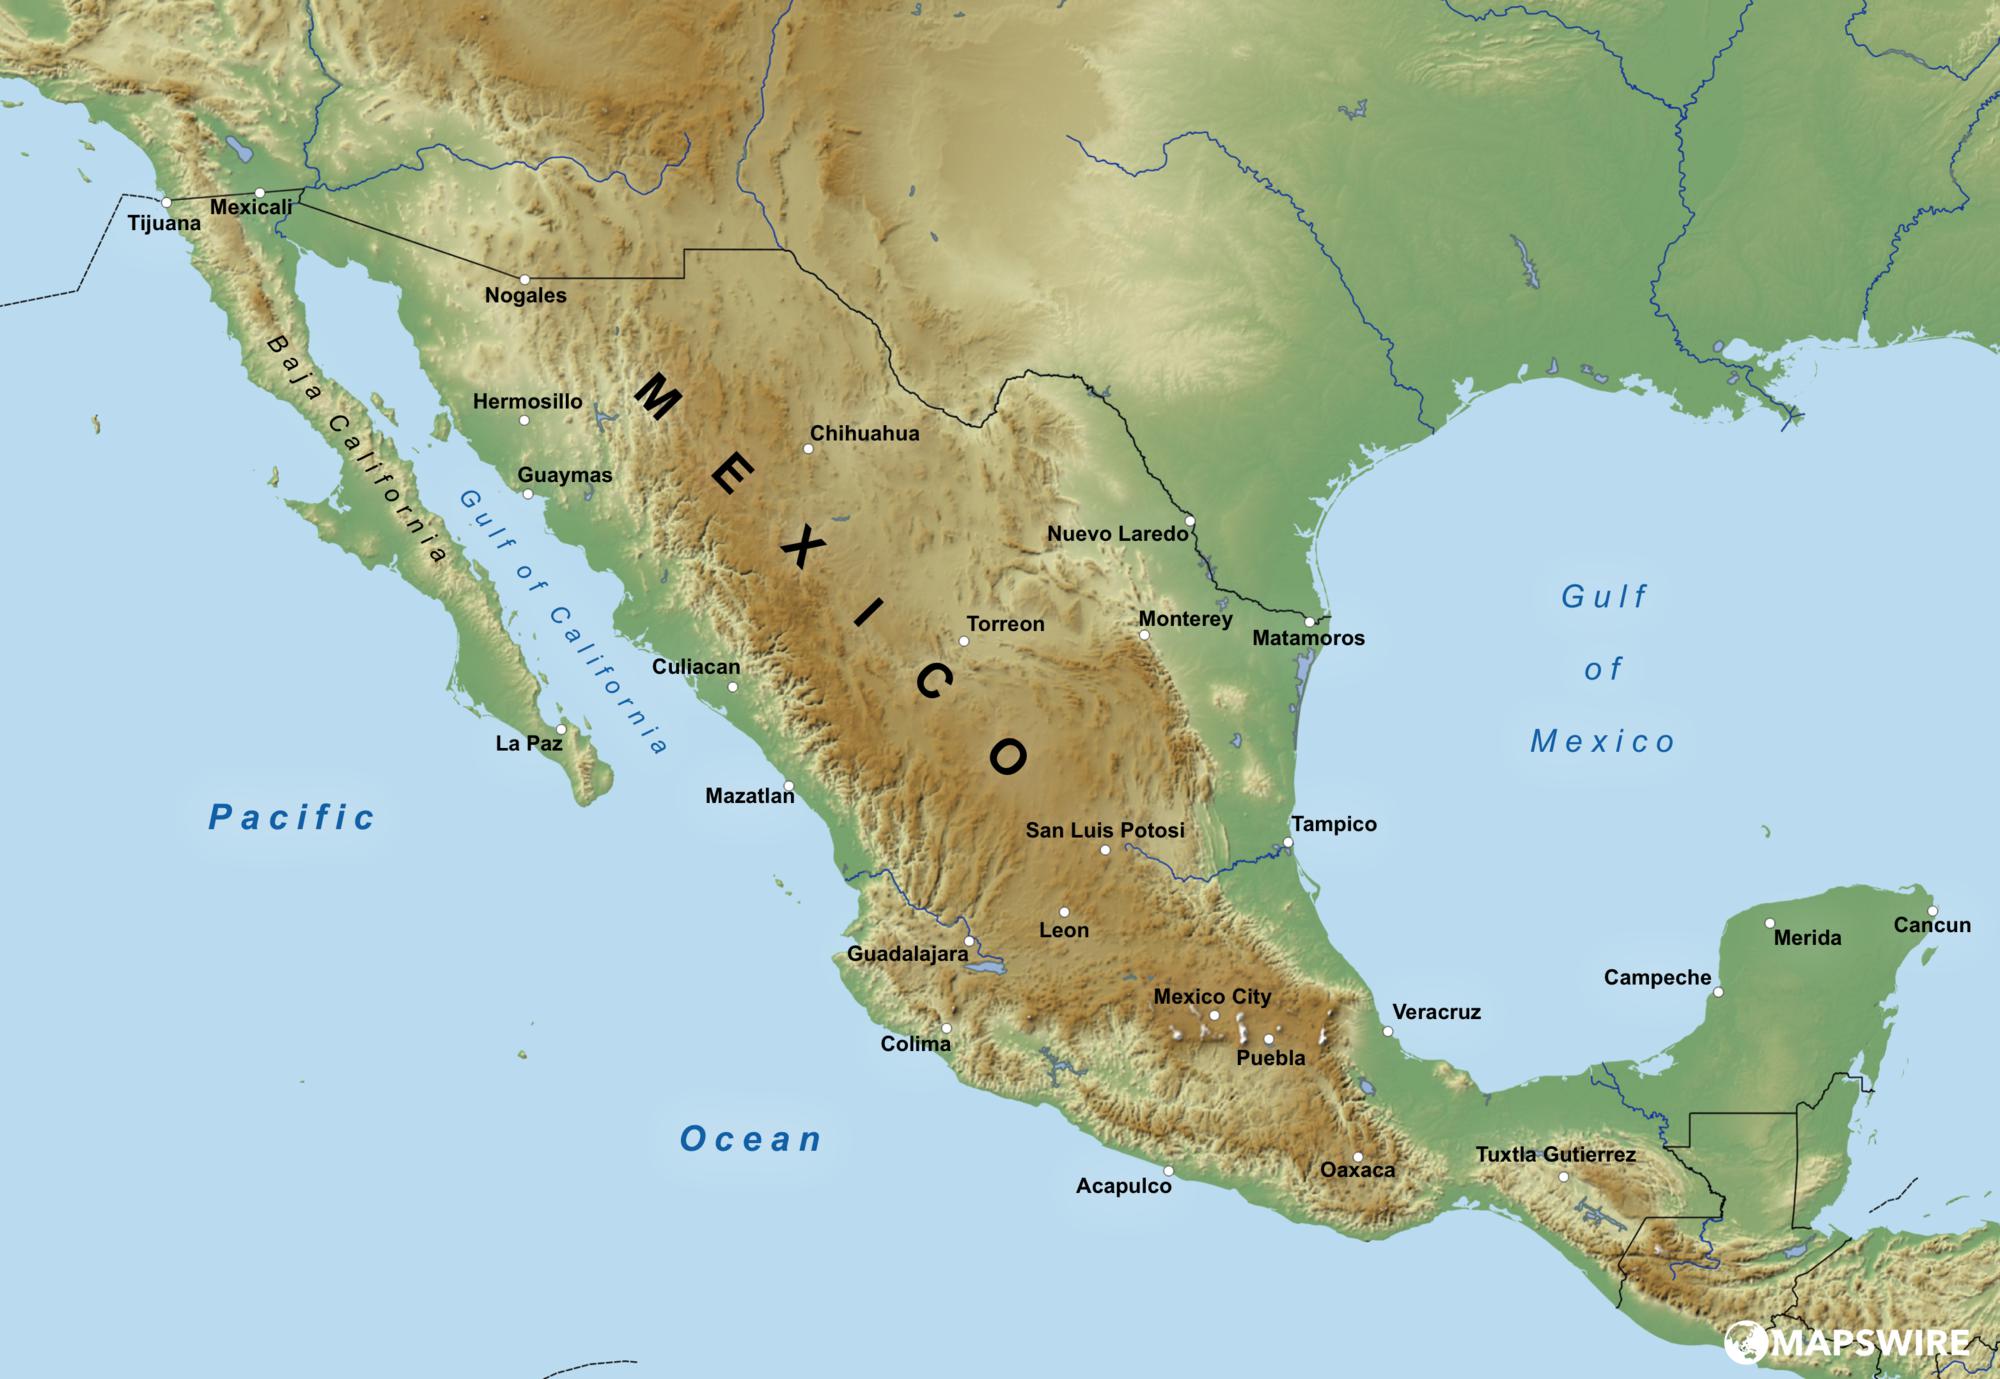 Tijuana
Mexicali
Nogales
Baja California
Hermosillo
Guaymas
Gulf of California
MEXICO
Chihuahua
Nuevo Laredo
Monterey
Matamoros
Torreon
Culiacan
La Paz
Mazatlan
Gulf
of
Mexico
Pacific
Ocean
San Luis Potosi
Tampico
Leon
Guadalajara
Colima
Mexico City
Puebla
Veracruz
Merida
Cancun
Campeche
Acapulco
Oaxaca
Tuxtla Gutierrez
MAPSWIRE